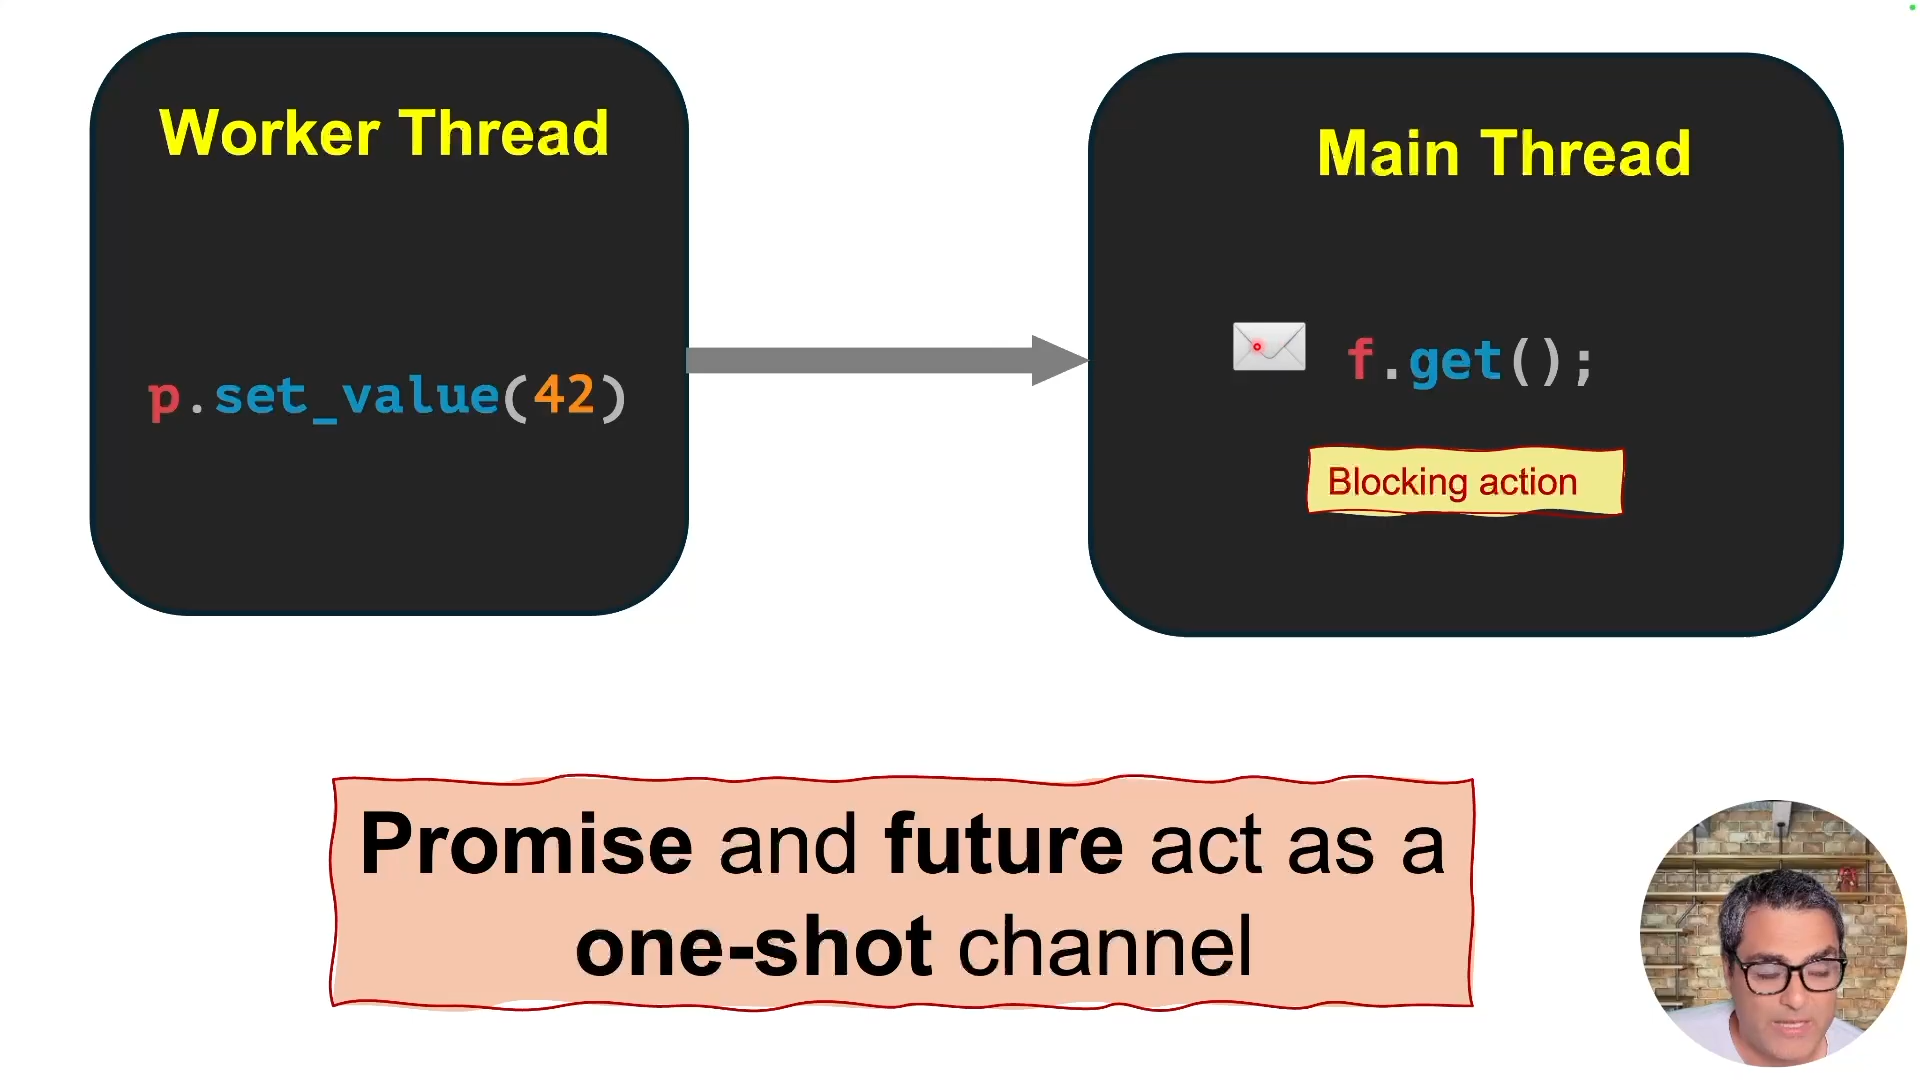 Worker Thread
p.set_value(42)
Main Thread
f.get();
Blocking action
Promise and future act as a
one-shot channel